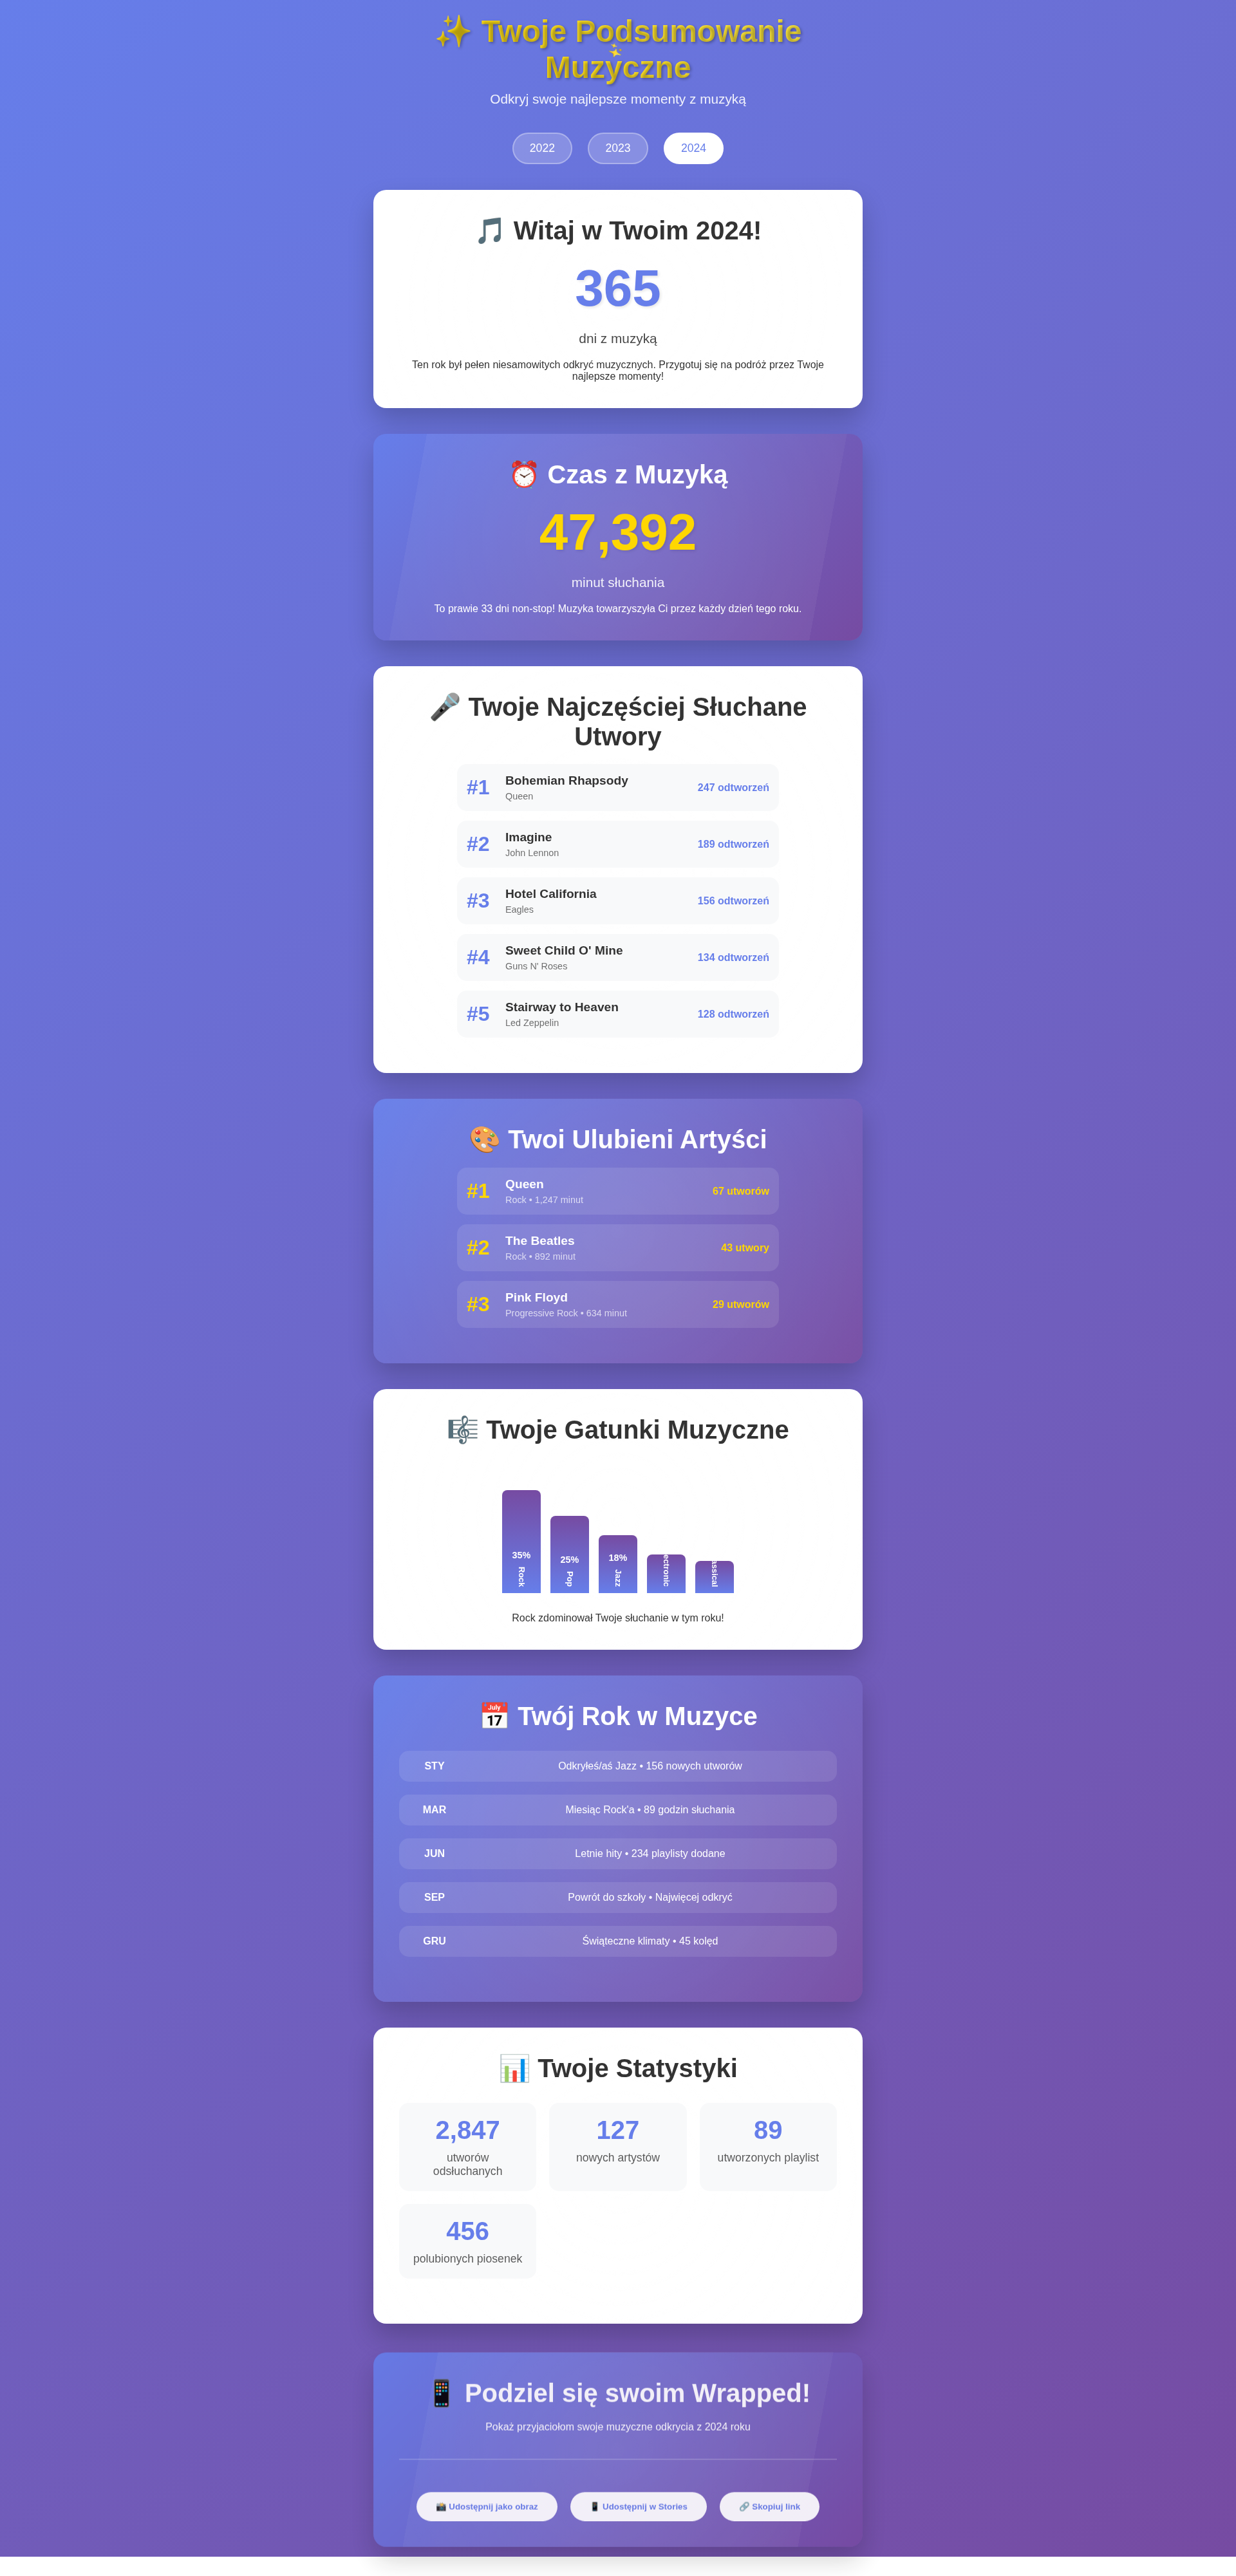 ✨ Twoje Podsumowanie
Muzyczne
Odkryj swoje najlepsze momenty z muzyką
2022 2023 2024
🎵 Witaj w Twoim 2024!
365
dni z muzyką
Ten rok był pełen niesamowitych odkryć muzycznych. Przygotuj się na podróż przez Twoje
najlepsze momenty!
⏰ Czas z Muzyką
47,392
minut słuchania
To prawie 33 dni non-stop! Muzyka towarzyszyła Ci przez każdy dzień tego roku.
🎤 Twoje Najczęściej Słuchane
Utwory
#1 Bohemian Rhapsody 247 odtworzeń
Queen
#2 Imagine 189 odtworzeń
John Lennon
#3 Hotel California 156 odtworzeń
Eagles
#4 Sweet Child O' Mine 134 odtworzeń
Guns N' Roses
#5 Stairway to Heaven 128 odtworzeń
Led Zeppelin
🎨 Twoi Ulubieni Artyści
#1 Queen 67 utworów
Rock • 1,247 minut
#2 The Beatles 43 utwory
Rock • 892 minut
#3 Pink Floyd 29 utworów
Progressive Rock • 634 minut
🎼 Twoje Gatunki Muzyczne
35% 25% 18%
Rock Pop Jazz ectronic ssical
Rock zdominował Twoje słuchanie w tym roku!
July
📅 Twój Rok w Muzyce
STY Odkryłeś/aś Jazz • 156 nowych utworów
MAR Miesiąc Rock'a • 89 godzin słuchania
JUN Letnie hity • 234 playlisty dodane
SEP Powrót do szkoły • Najwięcej odkryć
GRU Świąteczne klimaty • 45 kolęd
📊 Twoje Statystyki
2,847
utworów
odsłuchanych
127
nowych artystów
89
utworzonych playlist
456
polubionych piosenek
📱 Podziel się swoim Wrapped!
Pokaż przyjaciołom swoje muzyczne odkrycia z 2024 roku
📸 Udostępnij jako obraz
📱 Udostępnij w Stories
🔗 Skopiuj link